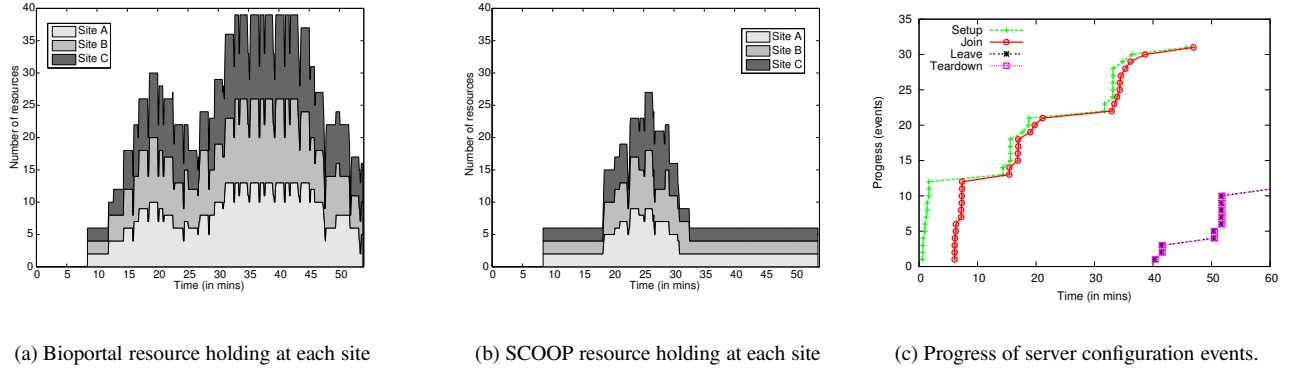 40
35
30
25
20
15
10
5
0
Number of resources
Site A
Site B
Site C
0 5 10 15 20 25 30 35 40 45 50
Time (in mins)
(a) Bioportal resource holding at each site
40
35
30
25
20
15
10
5
0
Number of resources
Site A
Site B
Site C
0 5 10 15 20 25 30 35 40 45 50
Time (in mins)
(b) SCOOP resource holding at each site
35
30
25
20
15
10
5
0
Progress (events)
Setup
Join
Leave
Teardown
0 10 20 30 40 50 60
Time (in mins)
(c) Progress of server configuration events.